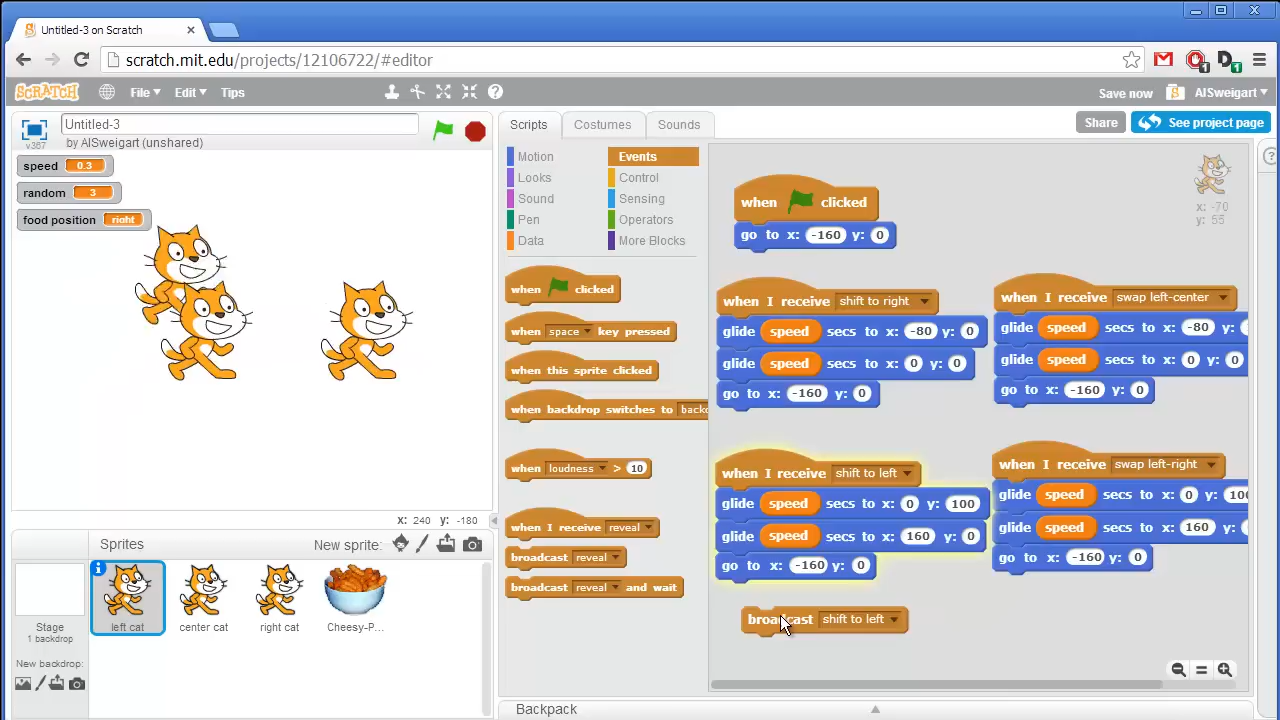 Untitled-3 on Scratch
scratch.mit.edu/projects/12106722/#editor
SCRATCH File Edit Tips Save now AlSweigart
Untitled-3
by AlSweigart (unshared)
v387
Scripts Costumes Sounds
Share See project page
speed 0.3
random 3
food position right
Motion Events
Looks Control
Sound Sensing
Pen Operators
Data More Blocks
when clicked
when space key pressed
when this sprite clicked
when backdrop switches to back
when loudness > 10
when I receive reveal
broadcast reveal
broadcast reveal and wait
x: -70
y: 55
when clicked
go to x: -160 y: 0
when I receive shift to right
glide speed secs to x: -80 y: 0
glide speed secs to x: 0 y: 0
go to x: -160 y: 0
when I receive swap left-center
glide speed secs to x: -80 y:
glide speed secs to x: 0 y: 0
go to x: -160 y: 0
when I receive shift to left
glide speed secs to x: 0 y: 100
glide speed secs to x: 160 y: 0
go to x: -160 y: 0
when I receive swap left-right
glide speed secs to x: 0 y: 100
glide speed secs to x: 160 y:
go to x: -160 y: 0
broadcast shift to left
x: 240 y: -180
Sprites New sprite:
Stage
1 backdrop
New backdrop:
left cat
center cat
right cat
Cheesy-P...
Backpack